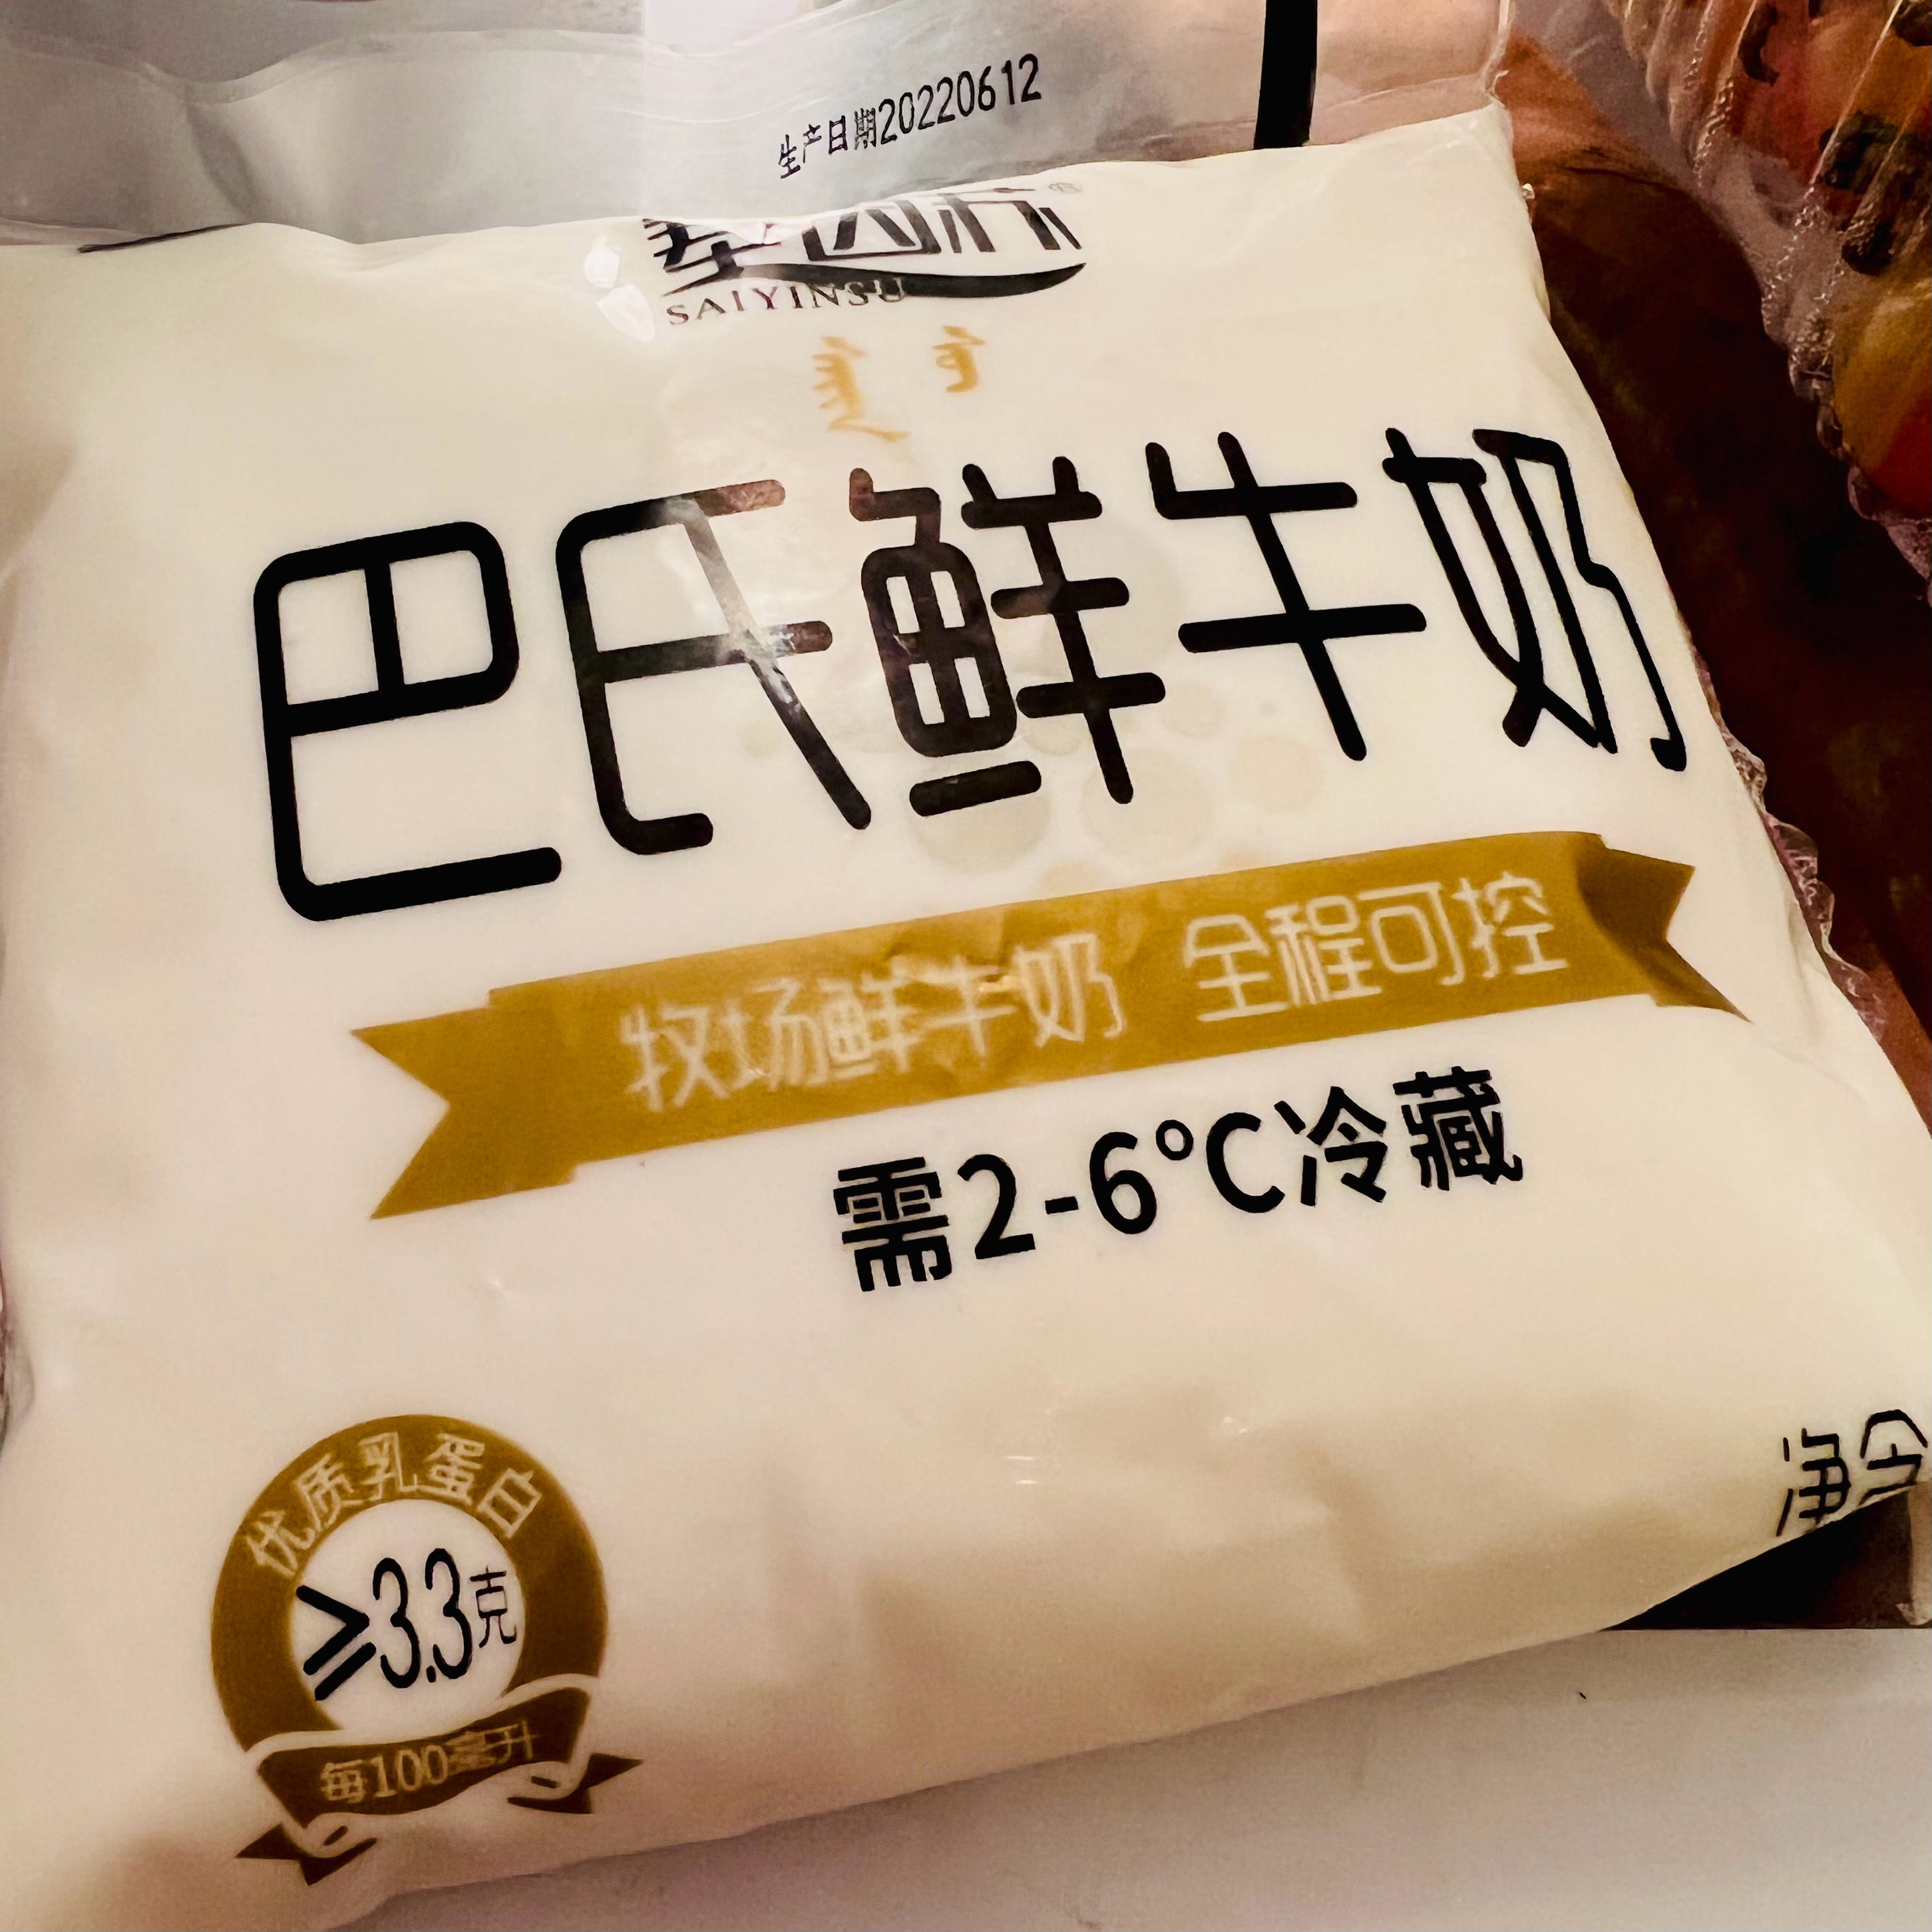 生产日期20220612
SAIYINSU
巴氏鲜牛奶
牧场鲜牛奶 全程可控
需2-6℃冷藏
净含
优质乳蛋白
≥3.3克
每100毫升